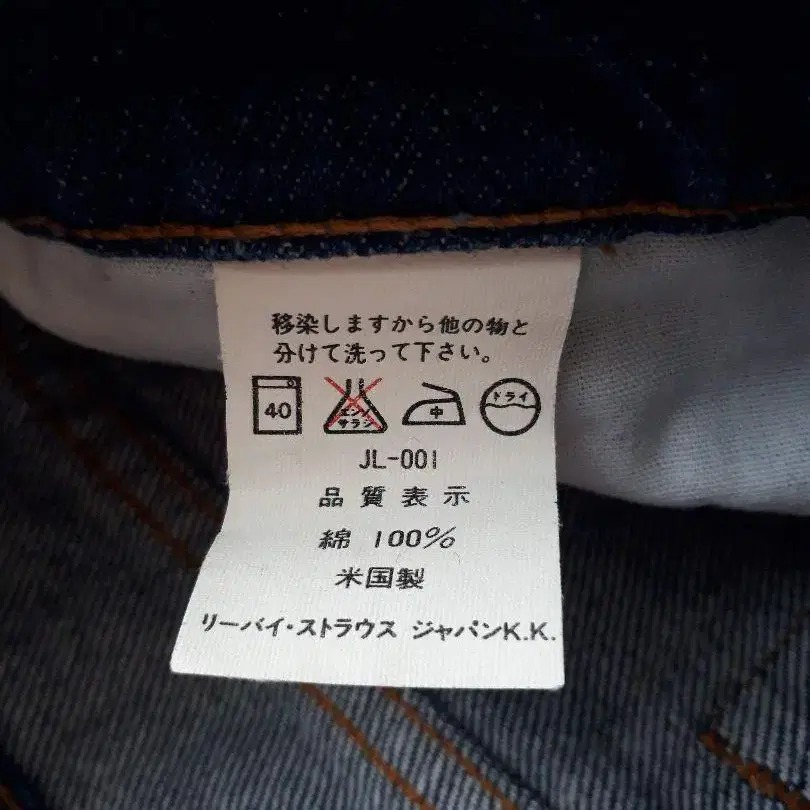 移染しますから他の物と
分けて洗って下さい。
40 エンソサラシ 中 ドライ
JL-001
品質表示
綿 100%
米国製
リーバイ・ストラウス ジャパンK.K.